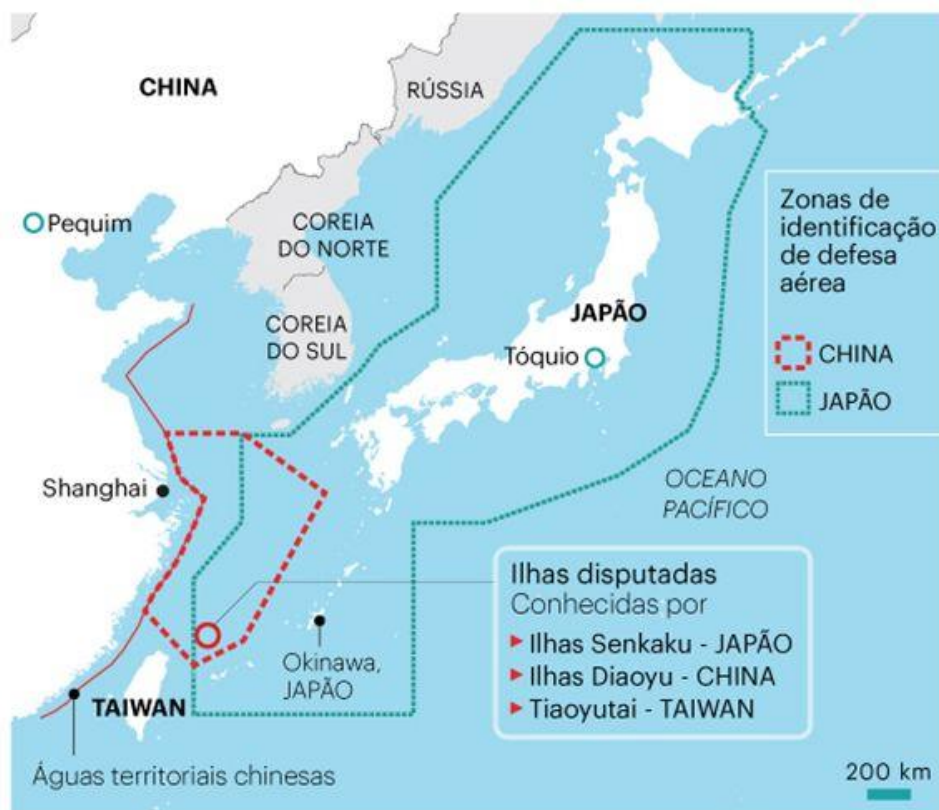 CHINA
RÚSSIA
Pequim
COREIA
DO NORTE
COREIA
DO SUL
JAPÃO
Tóquio
Shanghai
Zonas de
identificação
de defesa
aérea
CHINA
JAPÃO
OCEANO
PACÍFICO
Ilhas disputadas
Conhecidas por
Ilhas Senkaku - JAPÃO
Ilhas Diaoyu - CHINA
Tiaoyutai - TAIWAN
Okinawa,
JAPÃO
TAIWAN
Águas territoriais chinesas
200 km